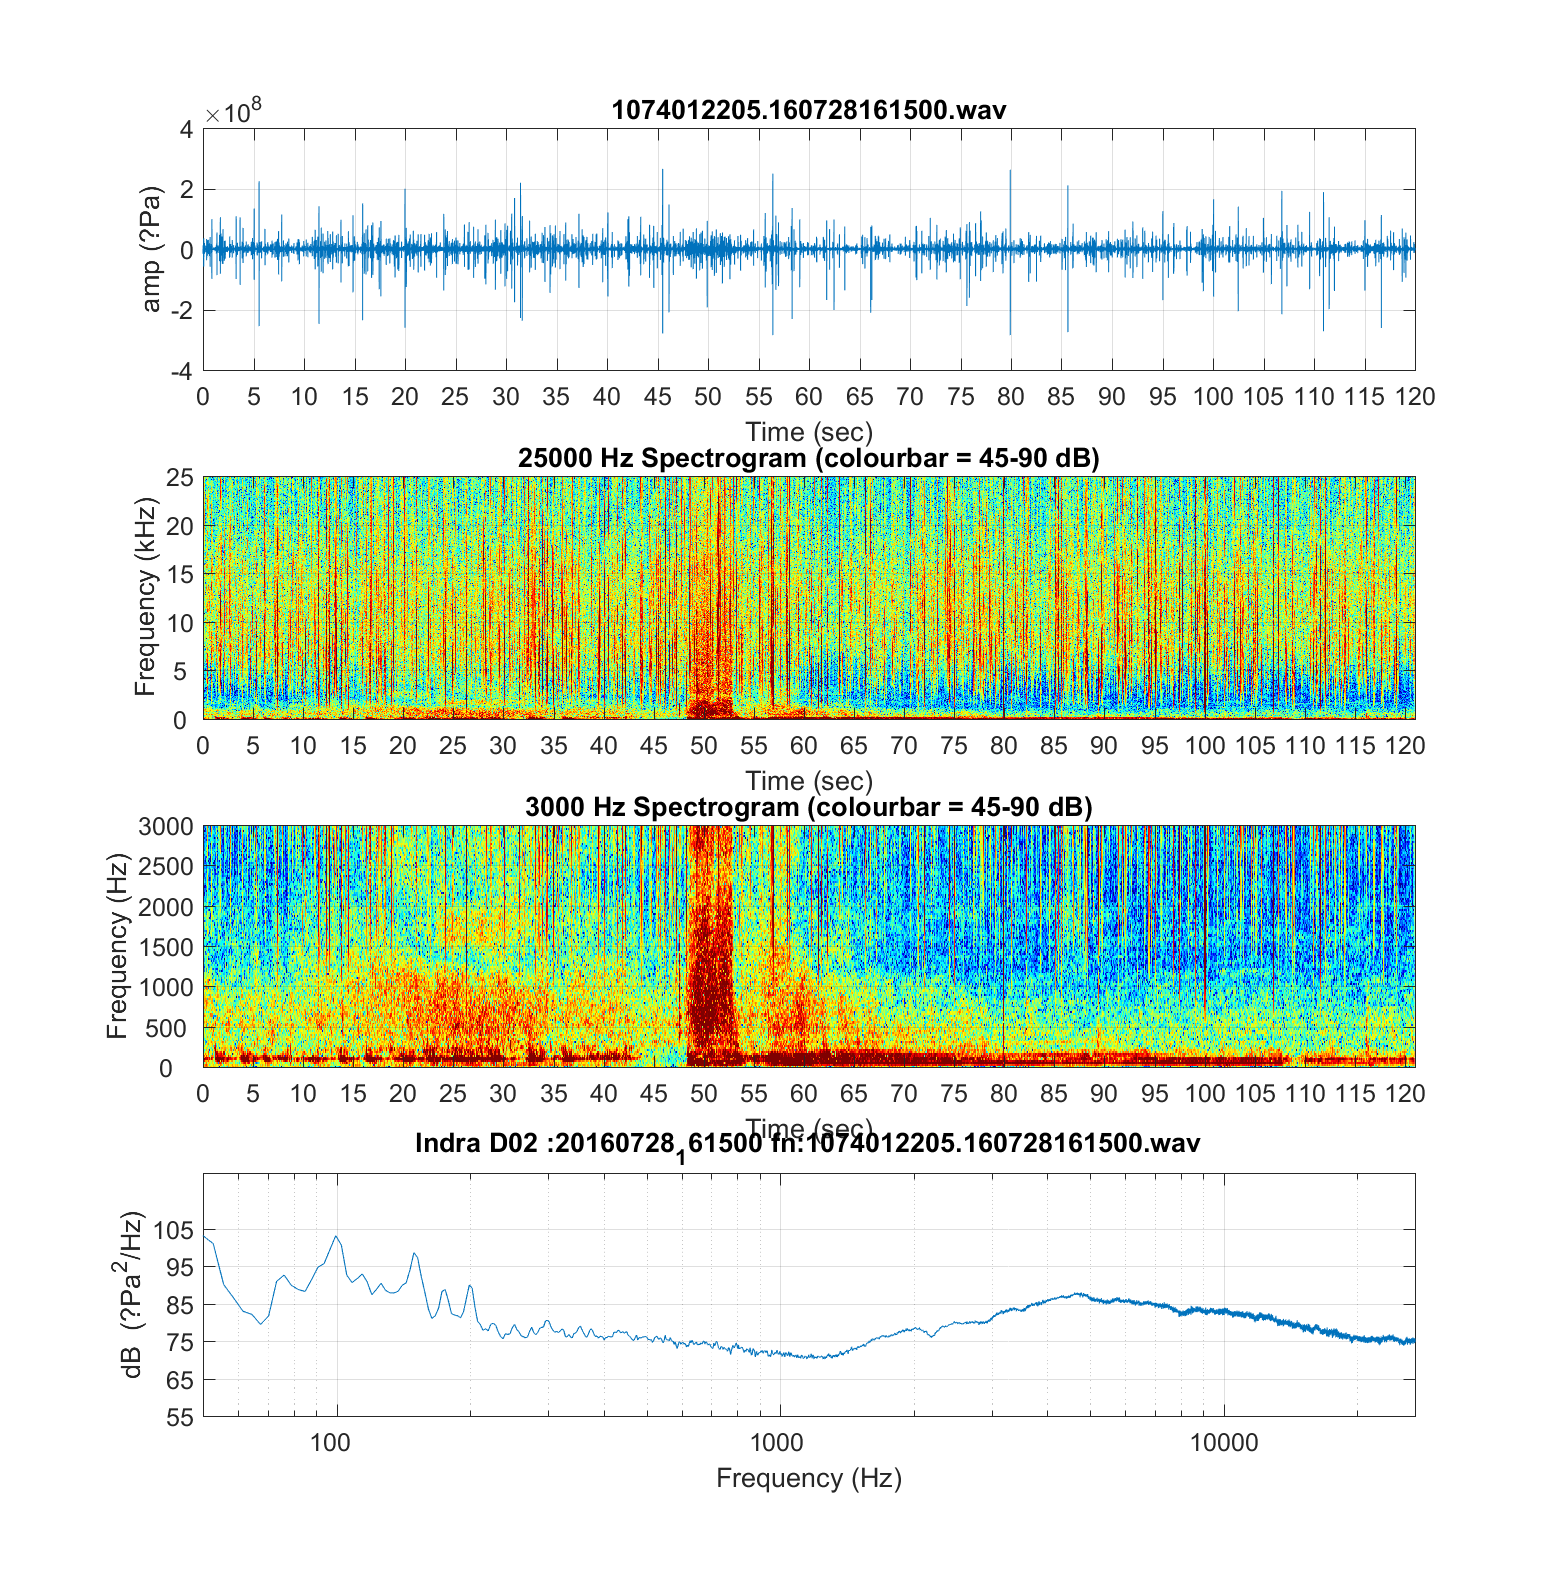 ×10^8
1074012205.160728161500.wav
4
2
0
-2
-4
amp (?Pa)
0 5 10 15 20 25 30 35 40 45 50 55 60 65 70 75 80 85 90 95 100 105 110 115 120
Time (sec)
25000 Hz Spectrogram (colourbar = 45-90 dB)
25
20
15
10
5
0
Frequency (kHz)
0 5 10 15 20 25 30 35 40 45 50 55 60 65 70 75 80 85 90 95 100 105 110 115 120
Time (sec)
3000 Hz Spectrogram (colourbar = 45-90 dB)
3000
2500
2000
1500
1000
500
0
Frequency (Hz)
0 5 10 15 20 25 30 35 40 45 50 55 60 65 70 75 80 85 90 95 100 105 110 115 120
Time (sec)
Indra D02 :20160728_161500 fn:1074012205.160728161500.wav
105
95
85
75
65
55
dB (?Pa^2/Hz)
100 1000 10000
Frequency (Hz)